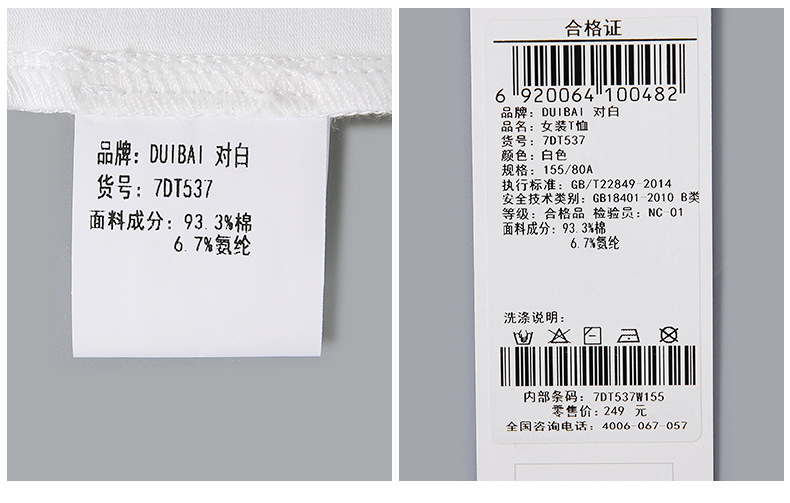 品牌: DUIBAI 对白
货号: 7DT537
面料成分: 93.3%棉
6.7%氨纶
合格证
6 920064 100482
品牌: DUIBAI 对白
品名: 女装T恤
货号: 7DT537
颜色: 白色
规格: 155/80A
执行标准: GB/T22849-2014
安全技术类别: GB18401-2010 B类
等级: 合格品 检验员: NC-01
面料成分: 93.3%棉
6.7%氨纶
洗涤说明:
内部条码: 7DT537W155
零售价: 249 元
全国咨询电话: 4006-067-057